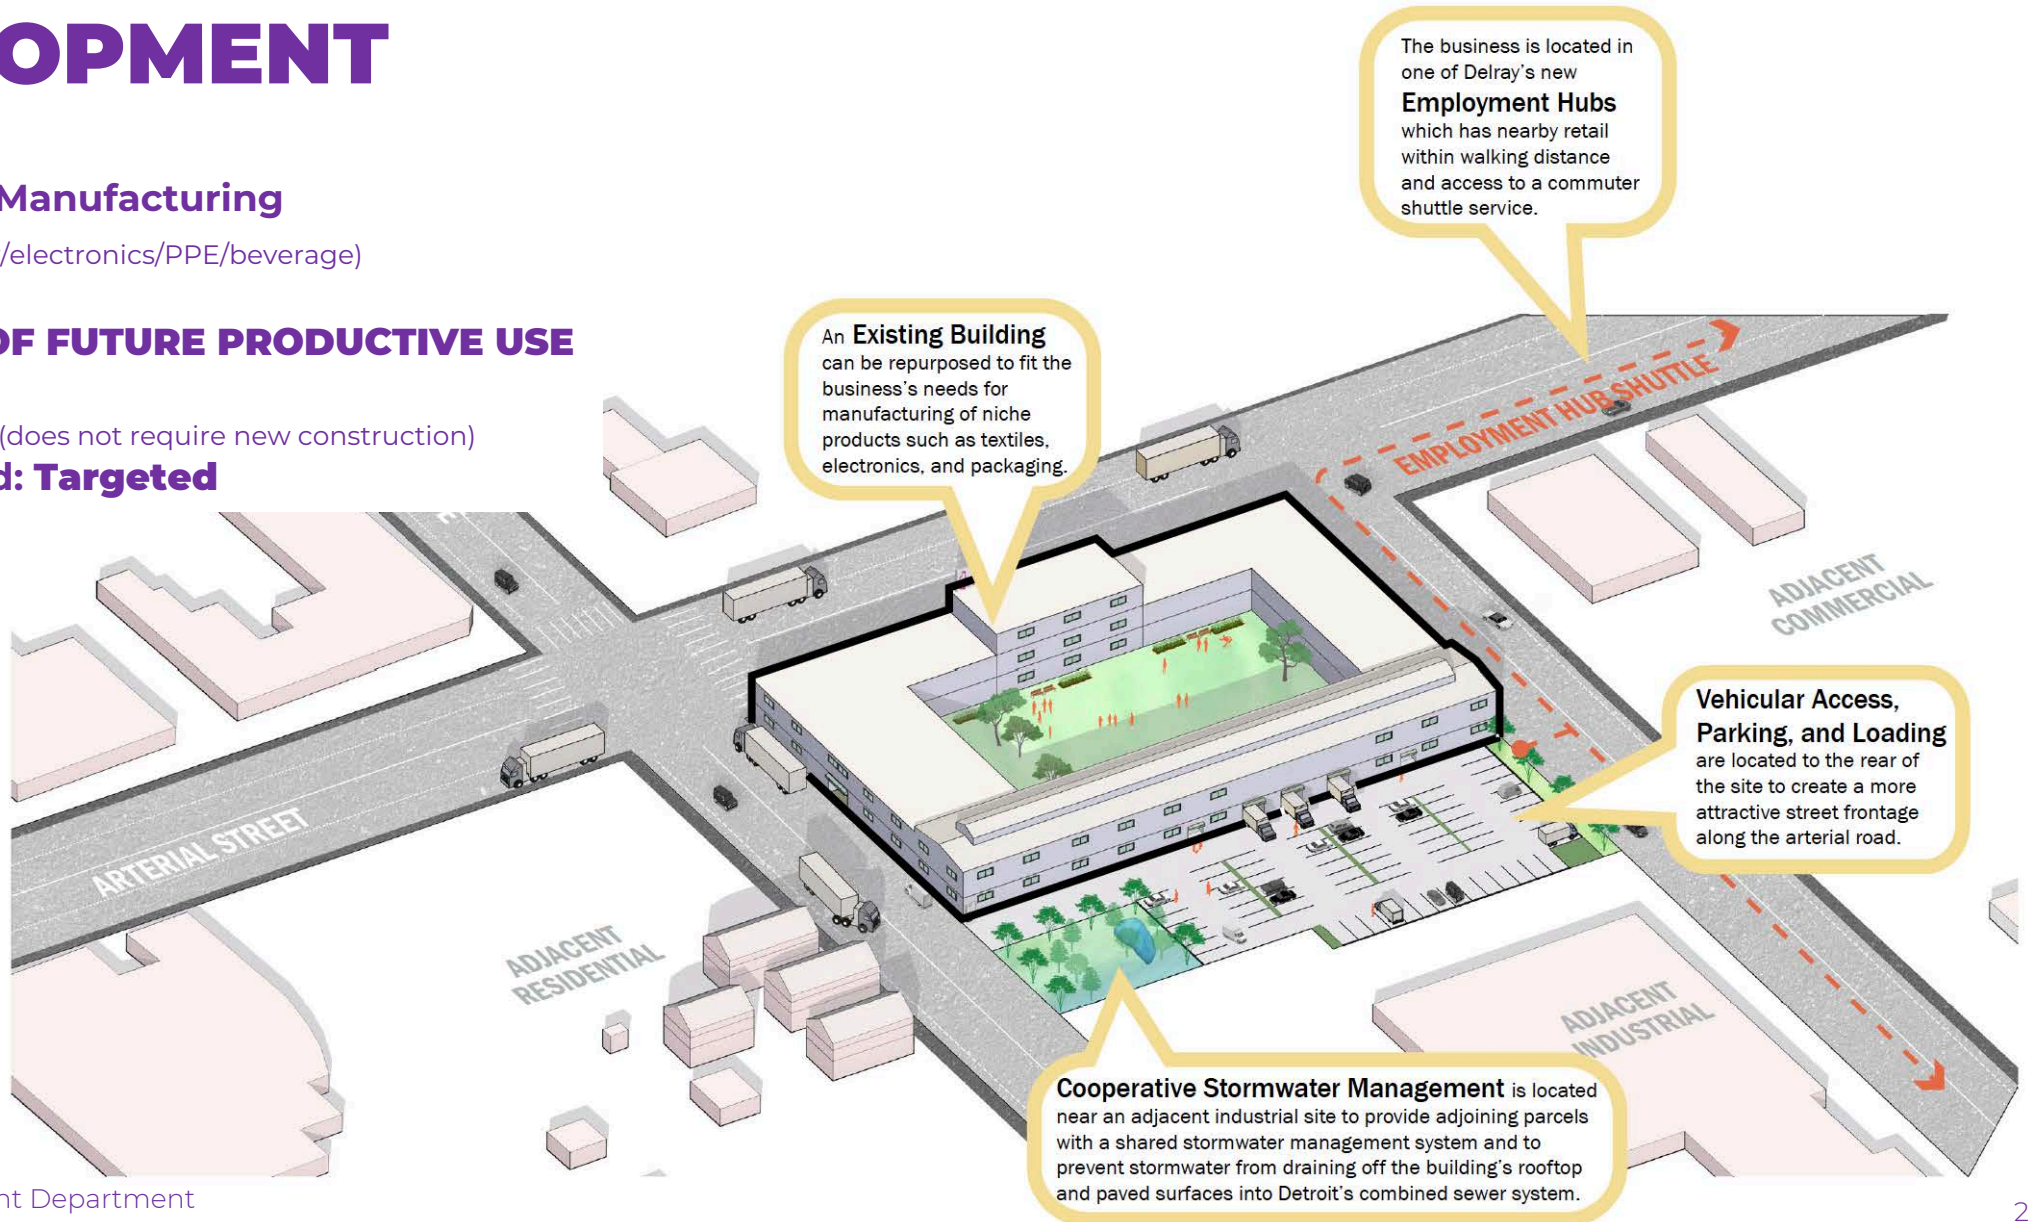 OPMENT
Manufacturing
/electronics/PPE/beverage)
OF FUTURE PRODUCTIVE USE
(does not require new construction)
d: Targeted
The business is located in
one of Delray's new
Employment Hubs
which has nearby retail
within walking distance
and access to a commuter
shuttle service.
An Existing Building
can be repurposed to fit the
business's needs for
manufacturing of niche
products such as textiles,
electronics, and packaging.
EMPLOYMENT HUB SHUTTLE
ADJACENT
COMMERCIAL
Vehicular Access,
Parking, and Loading
are located to the rear of
the site to create a more
attractive street frontage
along the arterial road.
ARTERIAL STREET
ADJACENT
RESIDENTIAL
ADJACENT
INDUSTRIAL
Cooperative Stormwater Management is located
near an adjacent industrial site to provide adjoining parcels
with a shared stormwater management system and to
prevent stormwater from draining off the building's rooftop
and paved surfaces into Detroit's combined sewer system.
nt Department
2